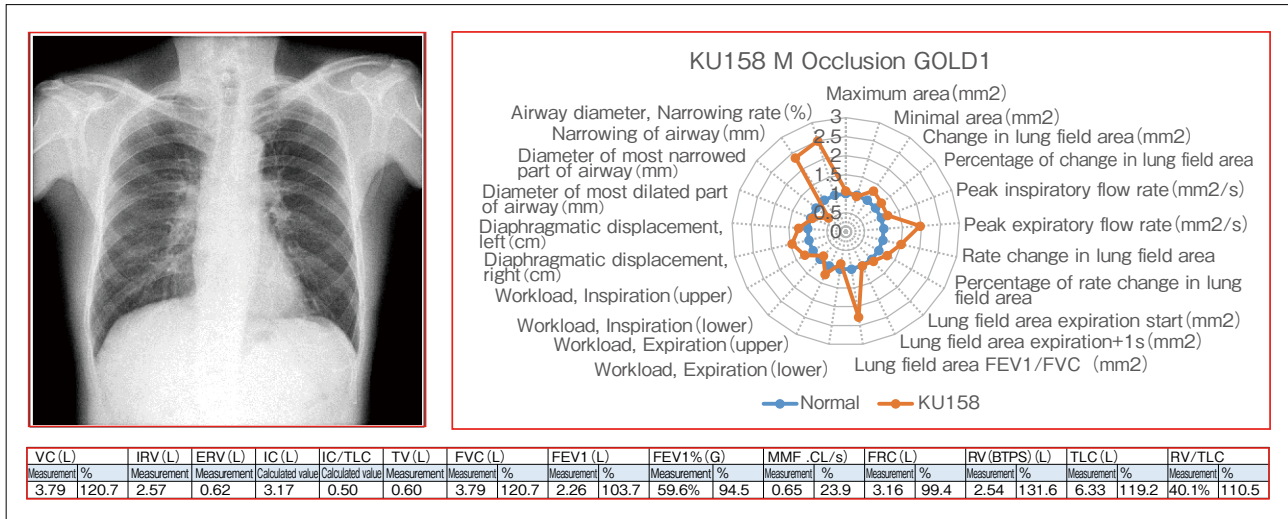 KU158 M Occlusion GOLD1
Maximum area(mm2)
Minimal area(mm2)
Change in lung field area(mm2)
Percentage of change in lung field area
Peak inspiratory flow rate(mm2/s)
Peak expiratory flow rate(mm2/s)
Rate change in lung field area
Percentage of rate change in lung
field area
Lung field area expiration start(mm2)
Lung field area expiration+1s(mm2)
Lung field area FEV1/FVC (mm2)
Workload, Expiration(lower)
Workload, Expiration(upper)
Workload, Inspiration(lower)
Workload, Inspiration(upper)
Diaphragmatic displacement,
right(cm)
Diaphragmatic displacement,
left(cm)
Diameter of most dilated part
of airway(mm)
Diameter of most narrowed
part of airway(mm)
Narrowing of airway(mm)
Airway diameter, Narrowing rate(%)
3
2.5
2
1.5
1
0.5
0
Normal KU158
VC(L) IRV(L) ERV(L) IC(L) IC/TLC TV(L) FVC(L) FEV1(L) FEV1%(G) MMF .CL/s) FRC(L) RV(BTPS)(L) TLC(L) RV/TLC
Measurement % Measurement Measurement Calculated value Calculated value Measurement Measurement % Measurement % Measurement % Measurement % Measurement % Measurement % Measurement % Measurement %
3.79 120.7 2.57 0.62 3.17 0.50 0.60 3.79 120.7 2.26 103.7 59.6% 94.5 0.65 23.9 3.16 99.4 2.54 131.6 6.33 119.2 40.1% 110.5